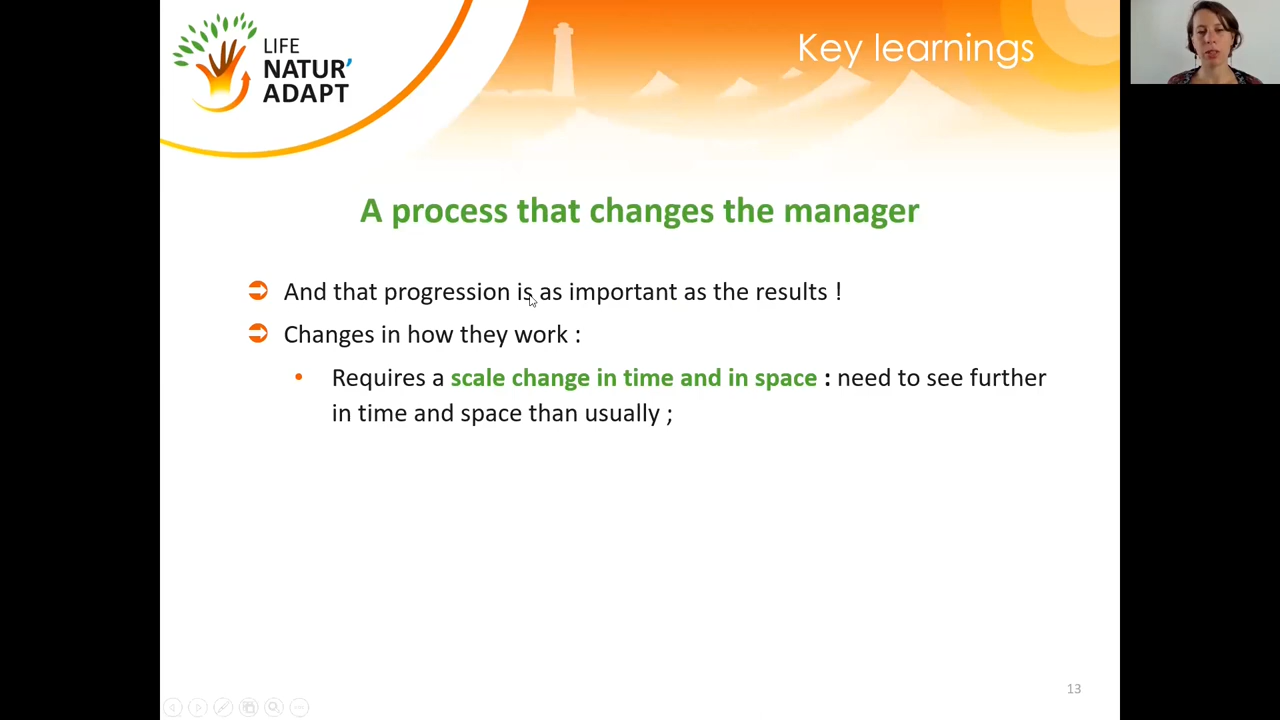 LIFE
NATUR'
ADAPT
Key learnings
A process that changes the manager
And that progression is as important as the results !
Changes in how they work :
Requires a scale change in time and in space : need to see further
in time and space than usually ;
13